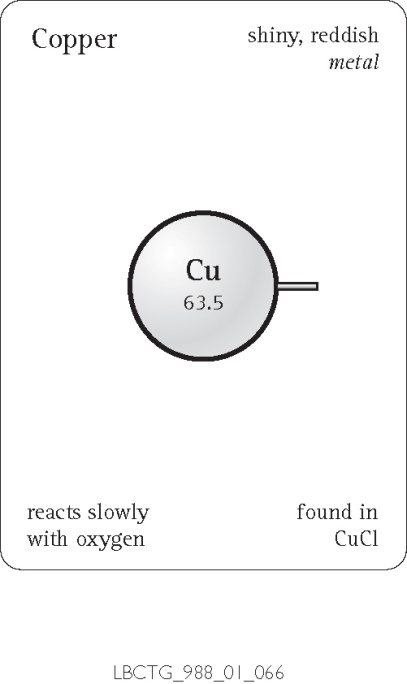 Copper
shiny, reddish
metal
Cu
63.5
reacts slowly
with oxygen
found in
CuCl
LBCTG_988_01_066